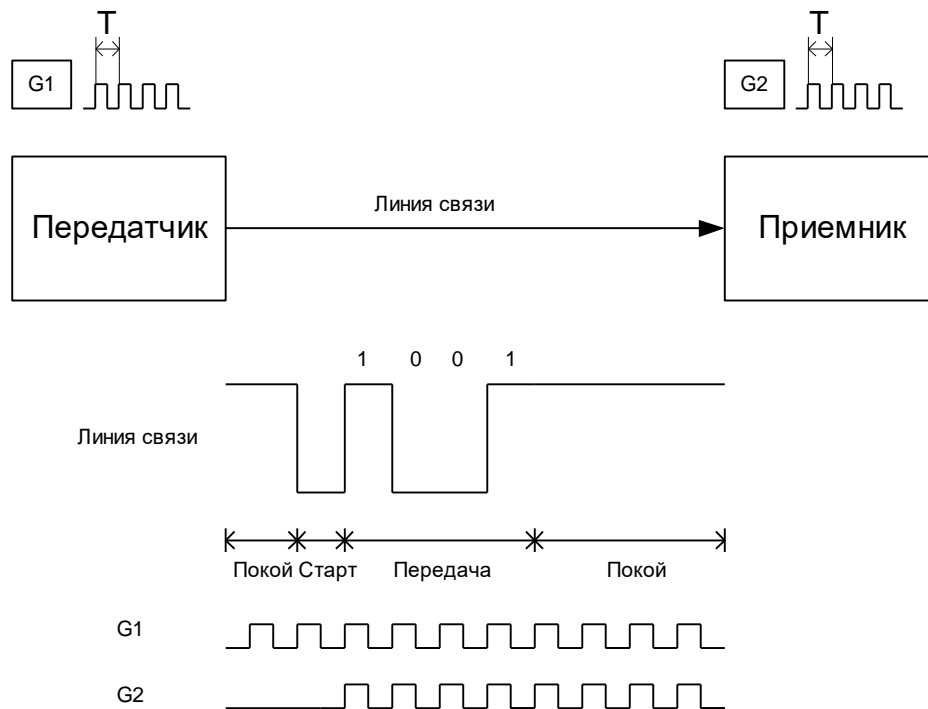 T T
G1 G2
Передатчик Линия связи Приемник
1 0 0 1
Линия связи
Покой Старт Передача Покой
G1
G2